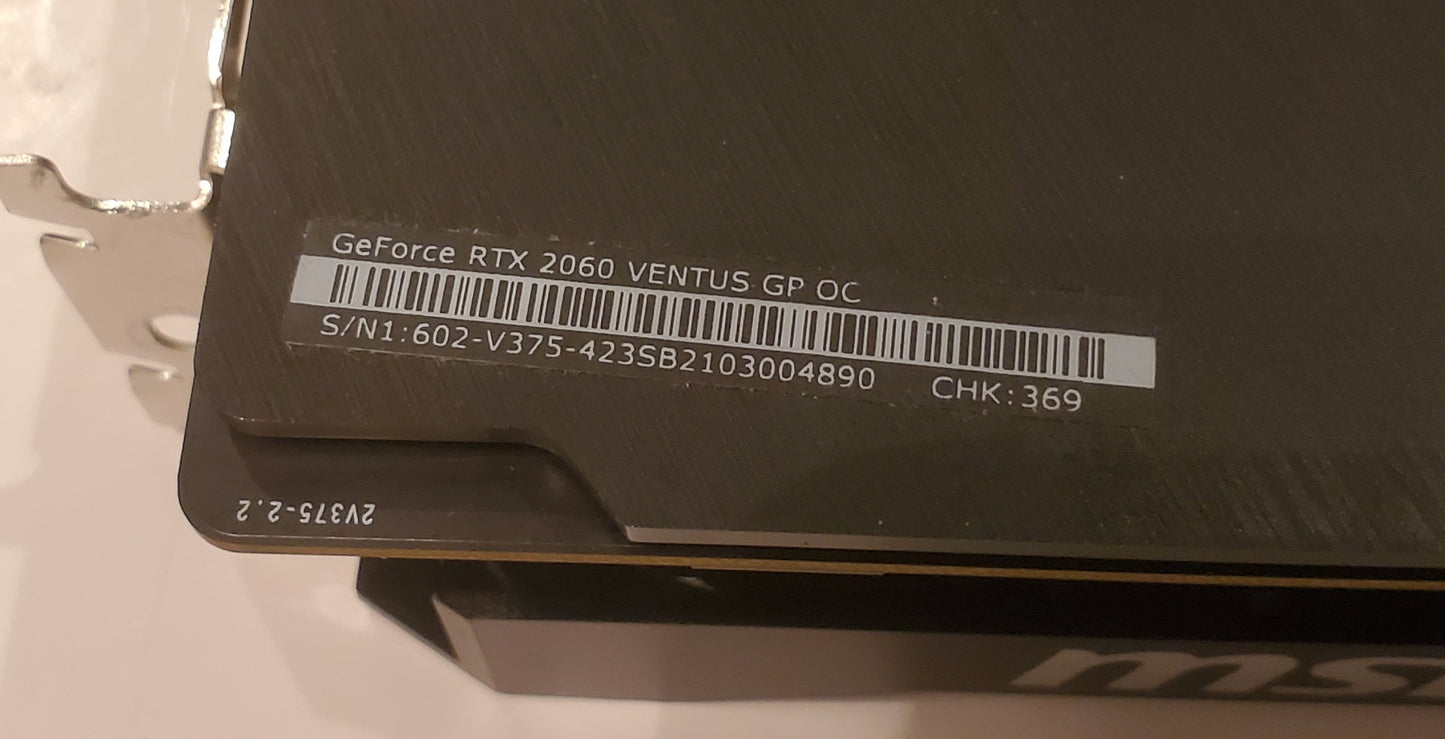 GeForce RTX 2060 VENTUS GP OC
S/N1:602-V375-423SB2103004890 CHK:369
2V375-2.2
msi